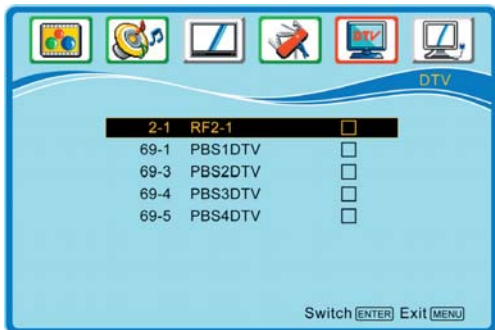 DTV
DTV
2-1 RF2-1
69-1 PBS1DTV
69-3 PBS2DTV
69-4 PBS3DTV
69-5 PBS4DTV
Switch ENTER Exit MENU